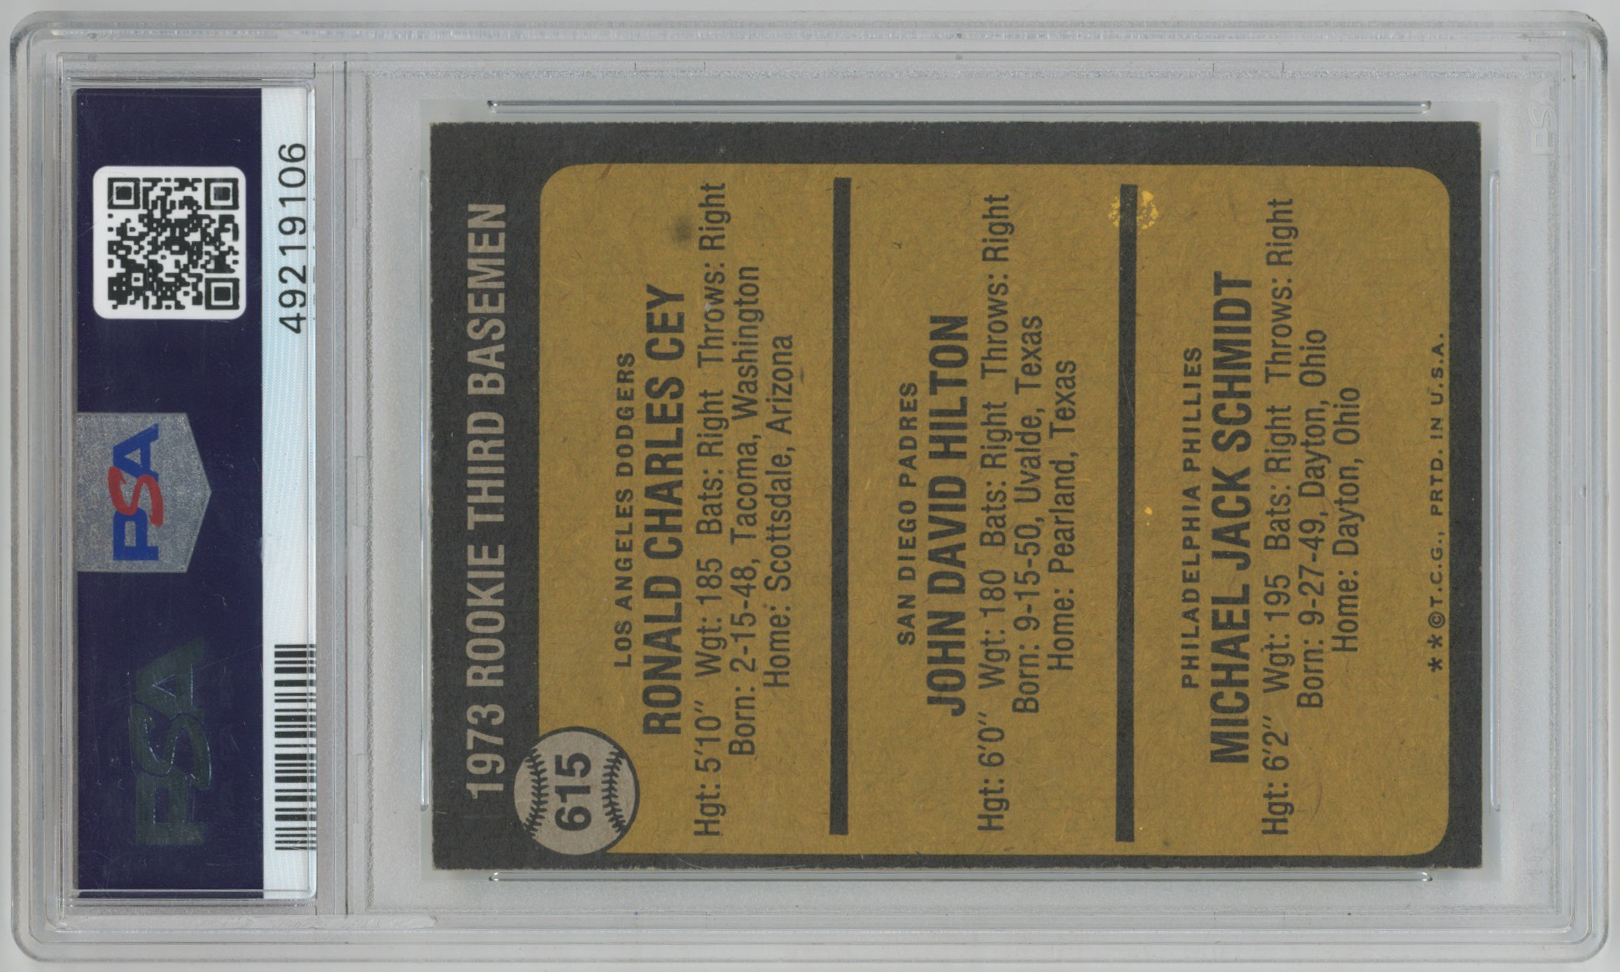 PSA
PSA
49219106
1973 ROOKIE THIRD BASEMEN
615
LOS ANGELES DODGERS
RONALD CHARLES CEY
Hgt: 5'10" Wgt: 185 Bats: Right Throws: Right
Born: 2-15-48, Tacoma, Washington
Home: Scottsdale, Arizona
SAN DIEGO PADRES
JOHN DAVID HILTON
Hgt: 6'0" Wgt: 180 Bats: Right Throws: Right
Born: 9-15-50, Uvalde, Texas
Home: Pearland, Texas
PHILADELPHIA PHILLIES
MICHAEL JACK SCHMIDT
Hgt: 6'2" Wgt: 195 Bats: Right Throws: Right
Born: 9-27-49, Dayton, Ohio
Home: Dayton, Ohio
**©T.C.G., PRTD. IN U.S.A.
PSA